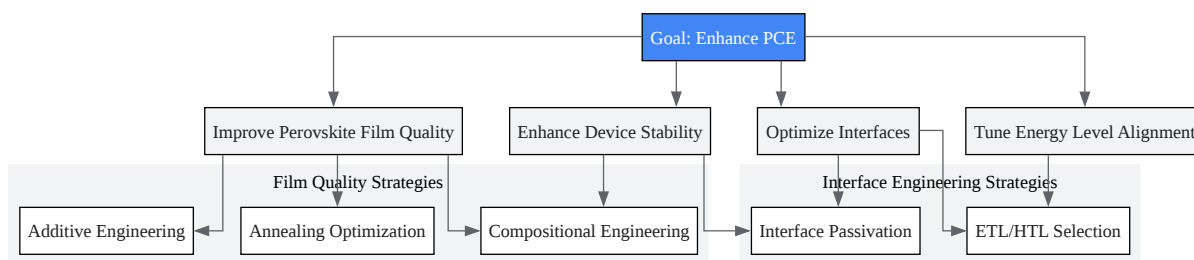 Goal: Enhance PCE
Improve Perovskite Film Quality
Enhance Device Stability
Optimize Interfaces
Tune Energy Level Alignment
Film Quality Strategies
Interface Engineering Strategies
Additive Engineering
Annealing Optimization
Compositional Engineering
Interface Passivation
ETL/HTL Selection